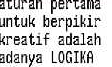 aturan pertama
untuk berpikir
kreatif adalah
adanya LOGIKA